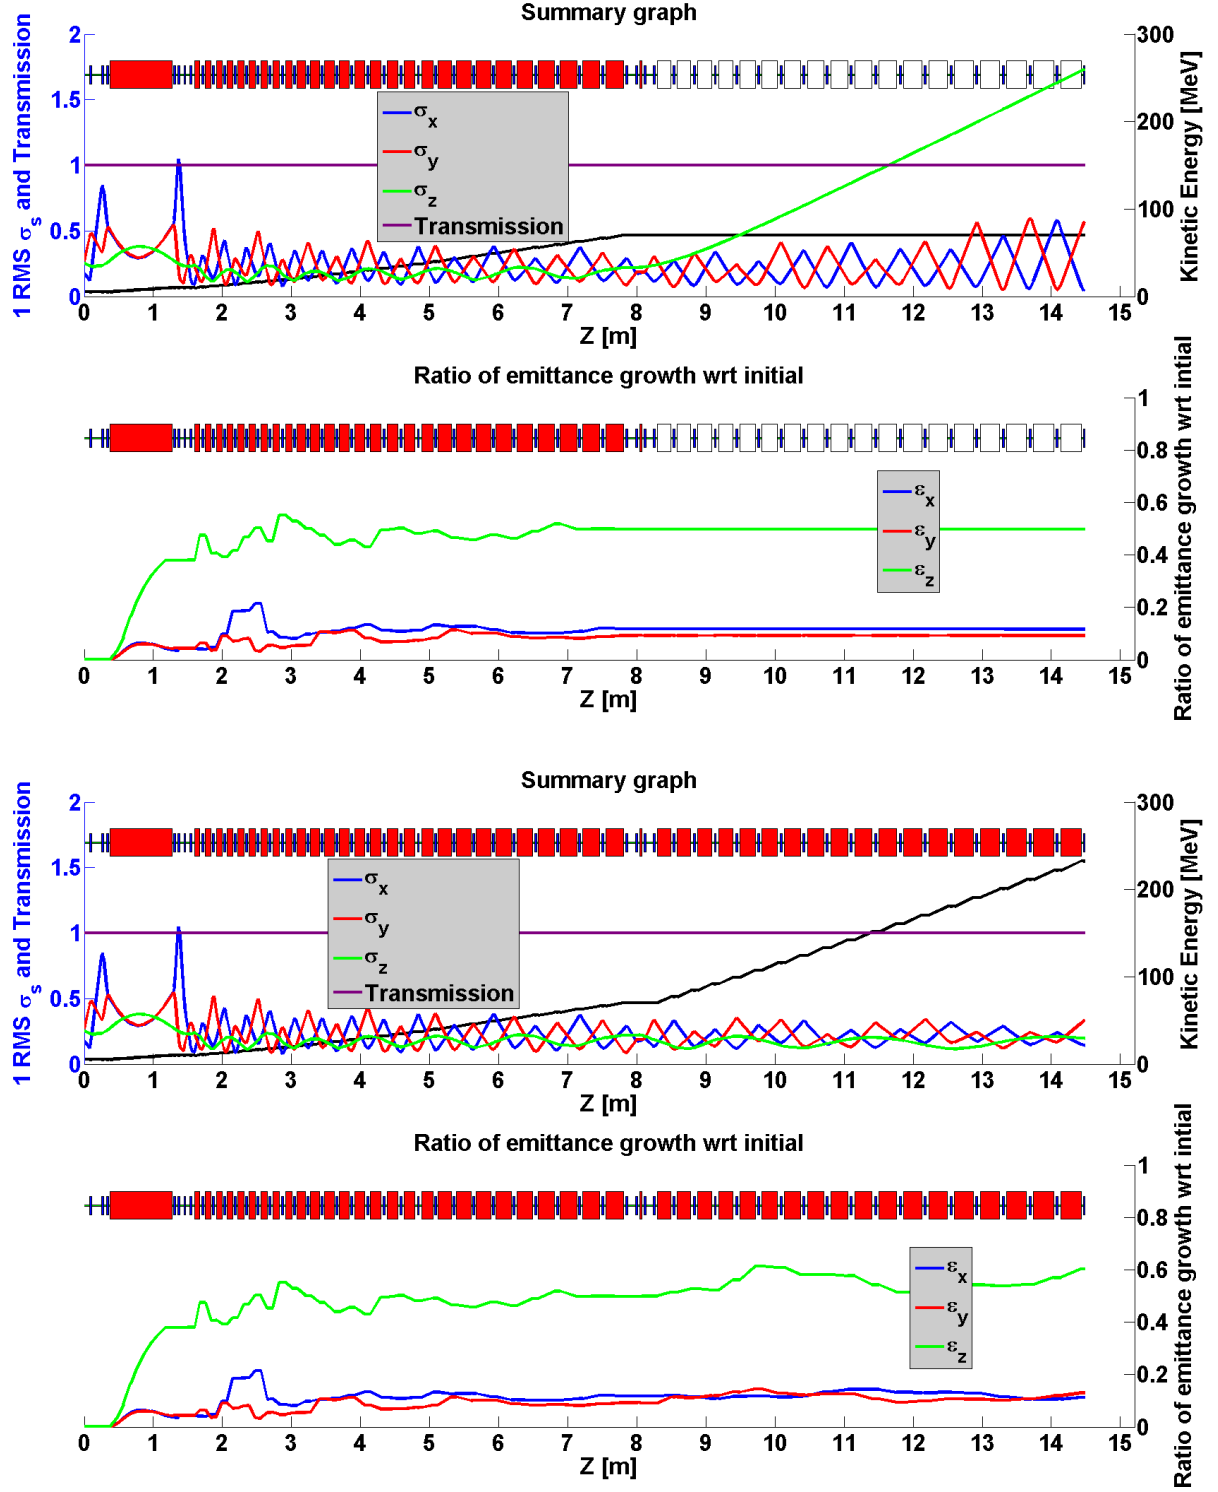 Summary graph
1 RMS σs and Transmission
2
1.5
1
0.5
0
300
200
100
0
Kinetic Energy [MeV]
σx
σy
σz
Transmission
0 1 2 3 4 5 6 7 8 9 10 11 12 13 14 15
Z [m]
Ratio of emittance growth wrt initial
1
0.8
0.6
0.4
0.2
0
Ratio of emittance growth wrt intial
εx
εy
εz
0 1 2 3 4 5 6 7 8 9 10 11 12 13 14 15
Z [m]
Summary graph
1 RMS σs and Transmission
2
1.5
1
0.5
0
300
200
100
0
Kinetic Energy [MeV]
σx
σy
σz
Transmission
0 1 2 3 4 5 6 7 8 9 10 11 12 13 14 15
Z [m]
Ratio of emittance growth wrt initial
1
0.8
0.6
0.4
0.2
0
Ratio of emittance growth wrt intial
εx
εy
εz
0 1 2 3 4 5 6 7 8 9 10 11 12 13 14 15
Z [m]